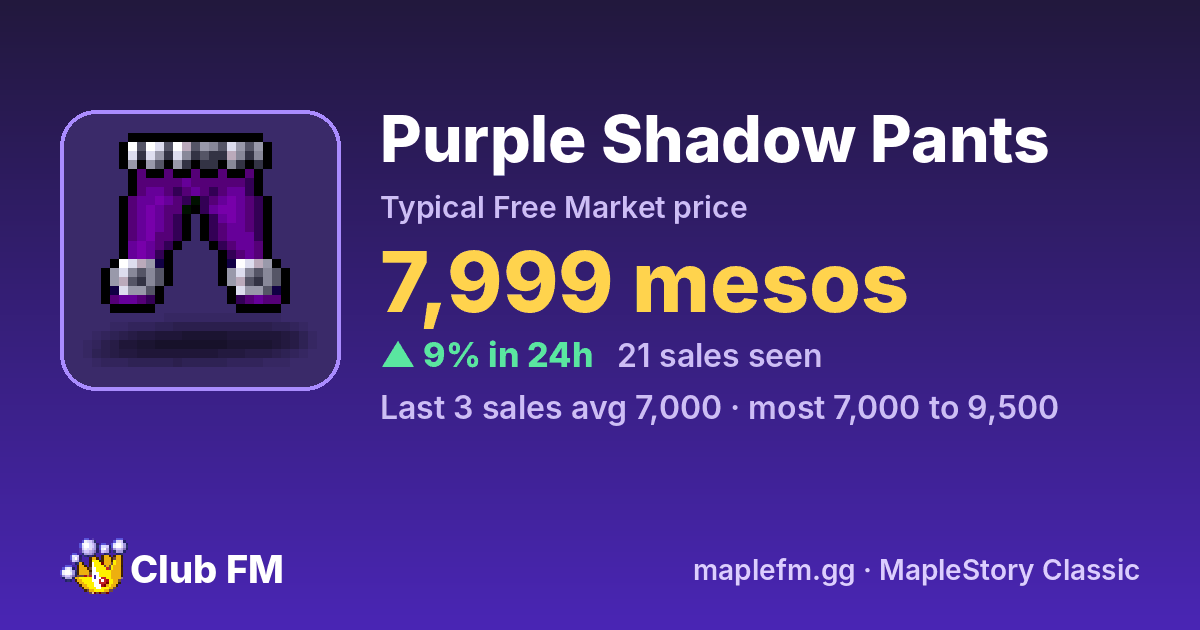 Purple Shadow Pants
Typical Free Market price
7,999 mesos
▲ 9% in 24h 21 sales seen
Last 3 sales avg 7,000 · most 7,000 to 9,500
Club FM
maplefm.gg · MapleStory Classic